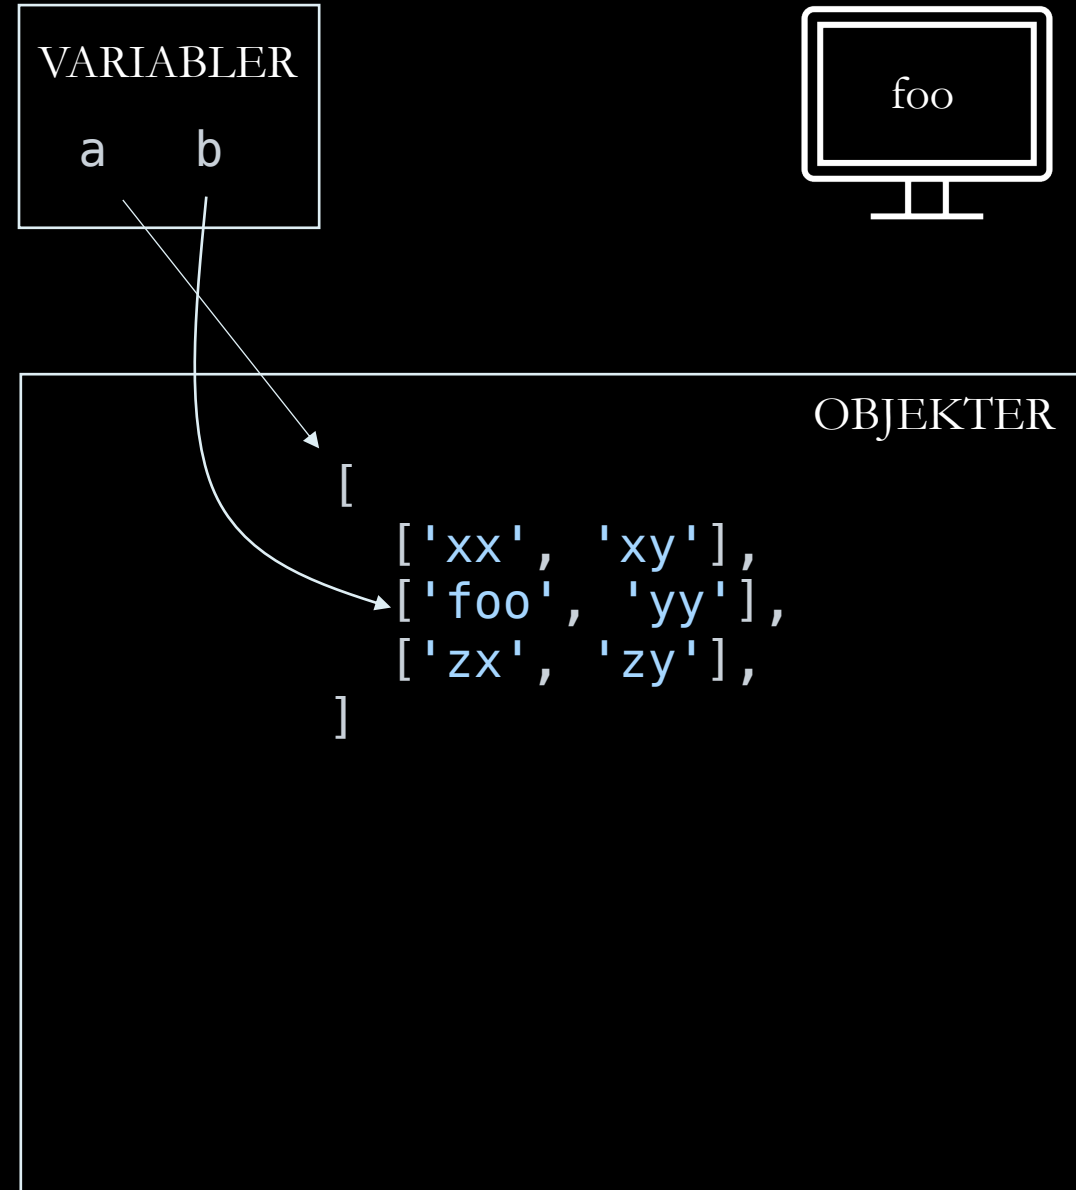 VARIABLER
a b
foo
OBJEKTER
[
['xx', 'xy'],
['foo', 'yy'],
['zx', 'zy'],
]